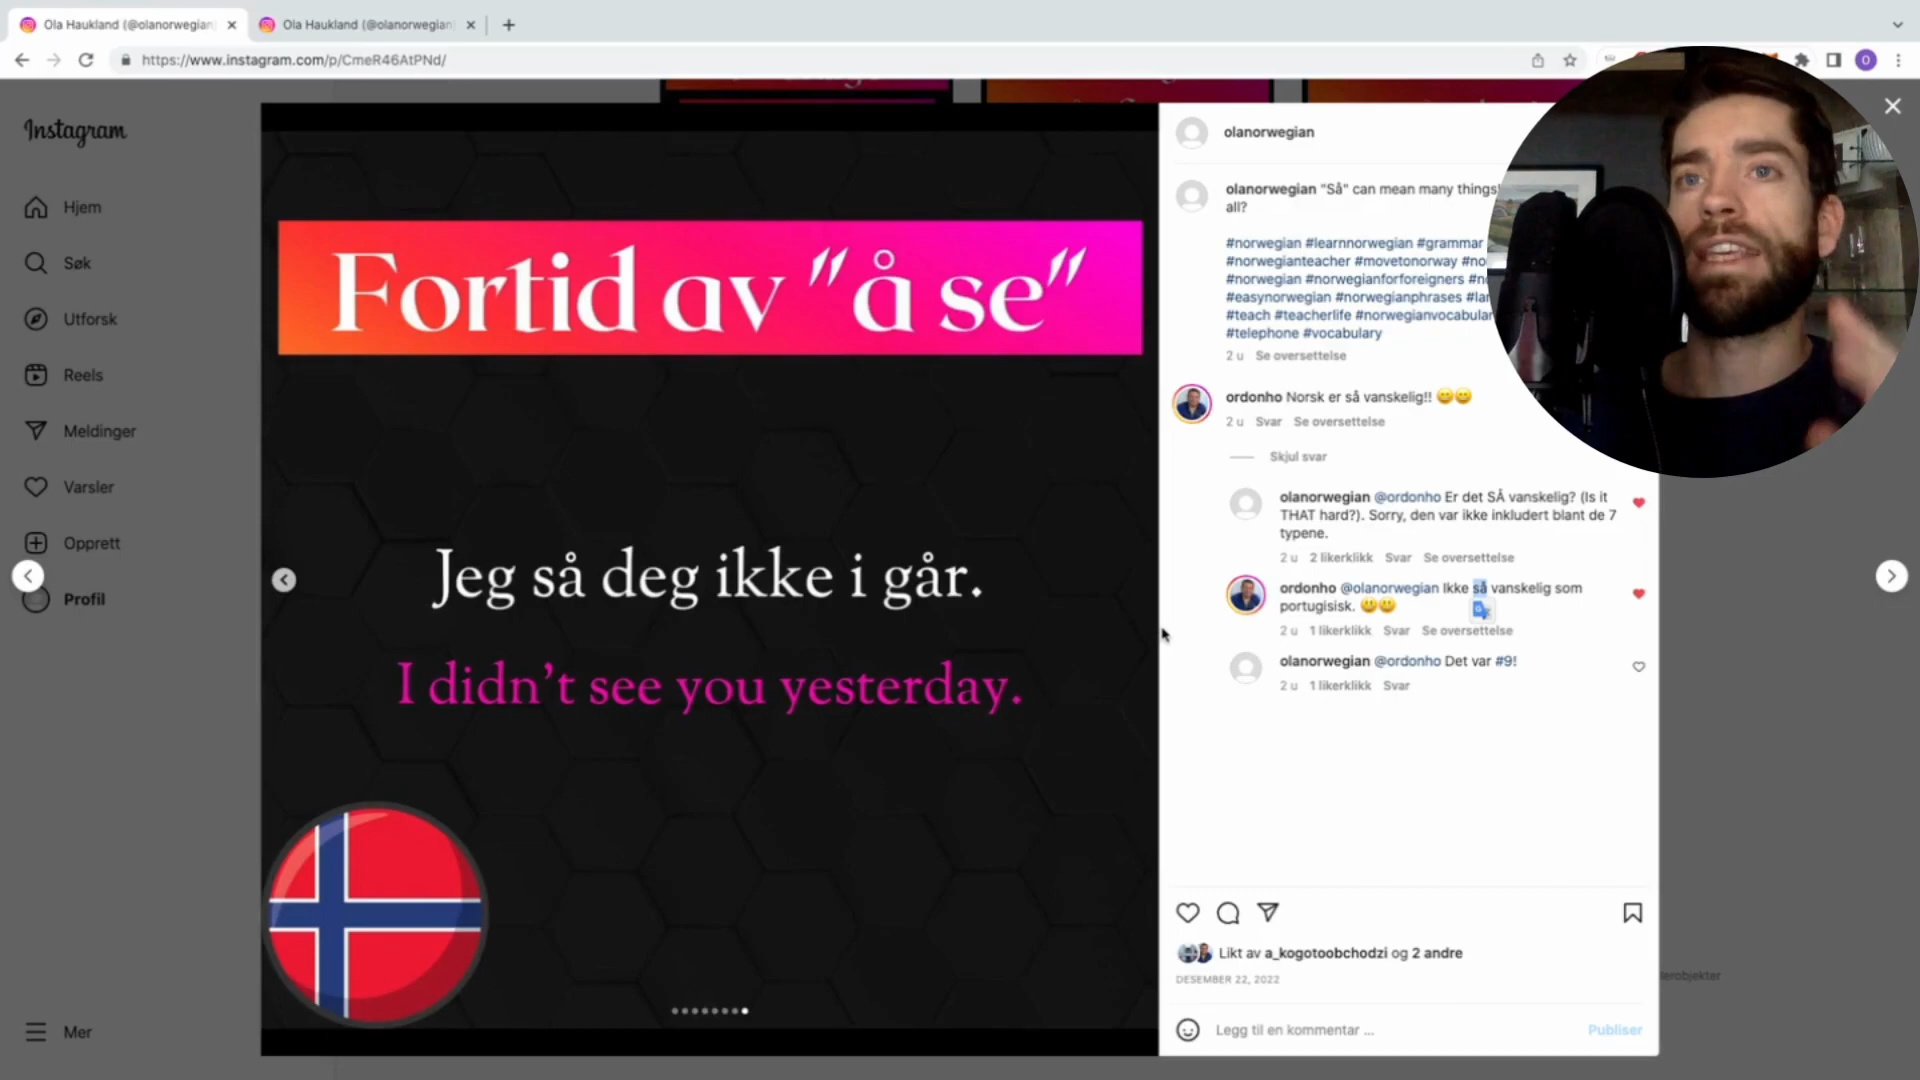 Ola Haukland (@olanorwegian
Ola Haukland (@olanorwegian
https://www.instagram.com/p/CmeR46AtPNd/
O
Instagram
Hjem
Søk
Utforsk
Reels
Meldinger
Varsler
Opprett
Profil
Mer
Fortid av "å se"
Jeg så deg ikke i går.
I didn't see you yesterday.
olanorwegian
olanorwegian "Så" can mean many things!
all?
#norwegian #learnnorwegian #grammar
#norwegianteacher #movetonorway
#norwegian #norwegianforforeigners
#easynorwegian #norwegianphrases
#teach #teacherlife
#telephone #vocabulary
2 u Se oversettelse
ordonho Norsk er så vanskelig!! 😄😄
2 u Svar Se oversettelse
Skjul svar
olanorwegian @ordonho Er det SÅ vanskelig? (Is it
THAT hard?). Sorry, den var ikke inkludert blant de 7
typene.
2 u 2 likerklikk Svar Se oversettelse
ordonho @olanorwegian Ikke så vanskelig som
portugisisk. 😃😃
2 u 1 likerklikk Svar Se oversettelse
olanorwegian @ordonho Det var #9!
2 u 1 likerklikk Svar
Likt av a_kogotoobchodzi og 2 andre
DESEMBER 22, 2022
Legg til en kommentar ...
Publiser